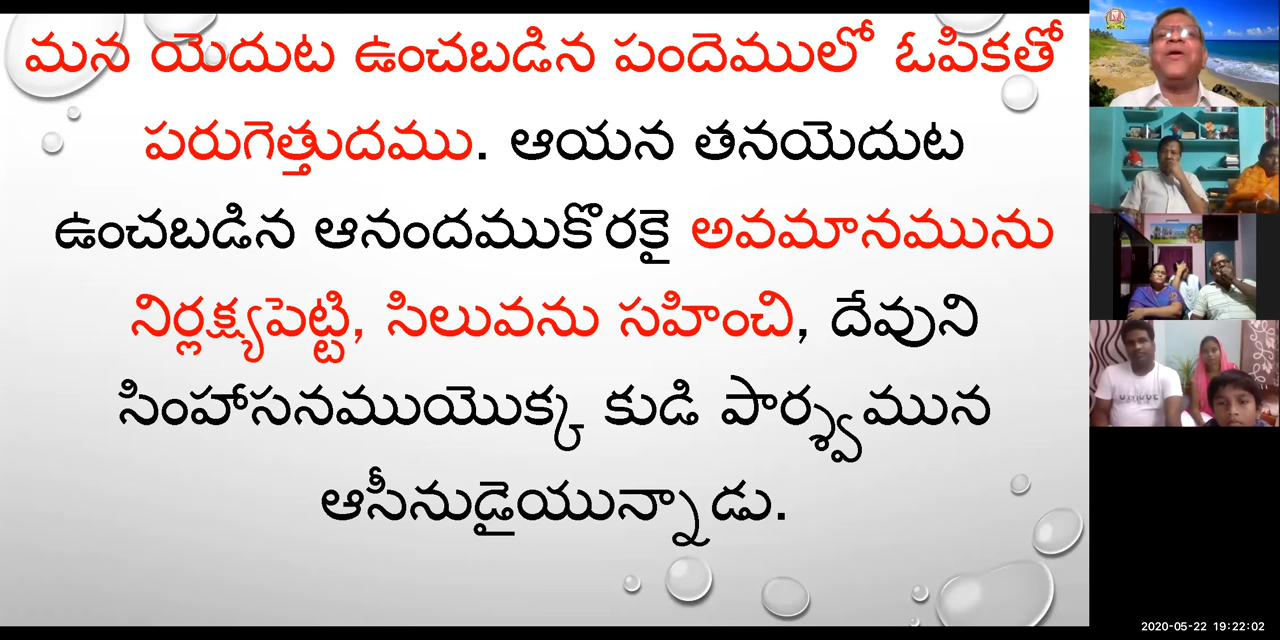 మన యెదుట ఉంచబడిన పందెములో ఓపికతో
పరుగెత్తుదము. ఆయన తనయెదుట
ఉంచబడిన ఆనందముకొరకై అవమానమును
నిర్లక్ష్యపెట్టి, సిలువను సహించి, దేవుని
సింహాసనముయొక్క కుడి పార్శ్వమున
ఆసీనుడైయున్నాడు.
UNIQUE
2020-05-22 19:22:02